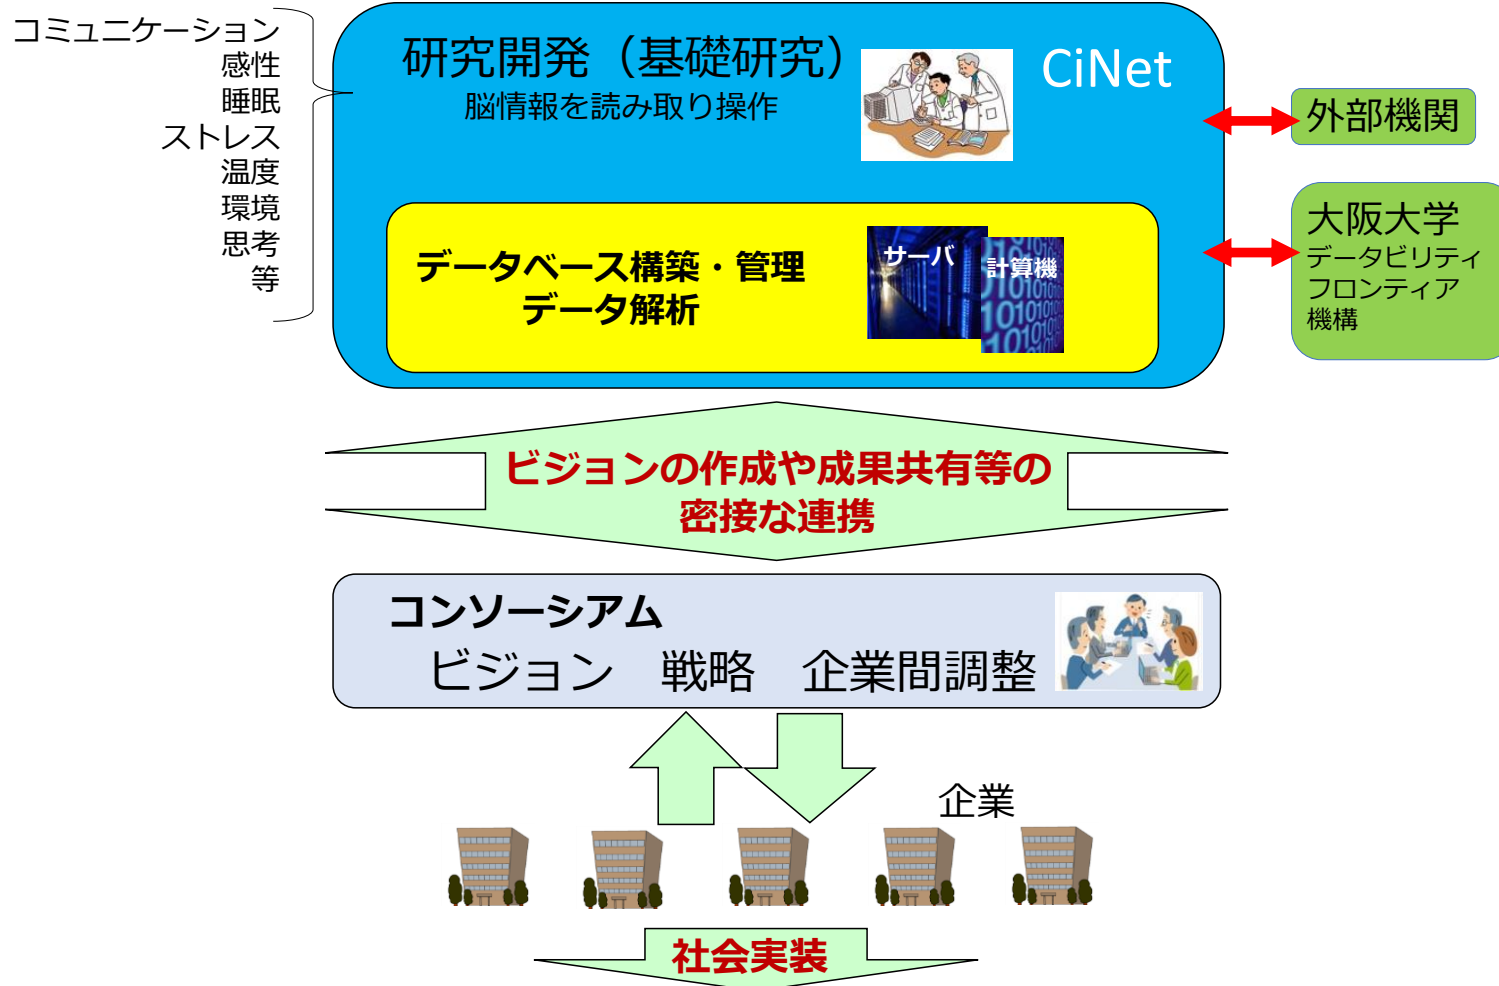 コミュニケーション
感性
睡眠
ストレス
温度
環境
思考
等
研究開発（基礎研究）
脳情報を読み取り操作
CiNet
データベース構築・管理
データ解析
サーバ
計算機
外部機関
大阪大学
データビリティ
フロンティア
機構
ビジョンの作成や成果共有等の
密接な連携
コンソーシアム
ビジョン　戦略　企業間調整
企業
社会実装